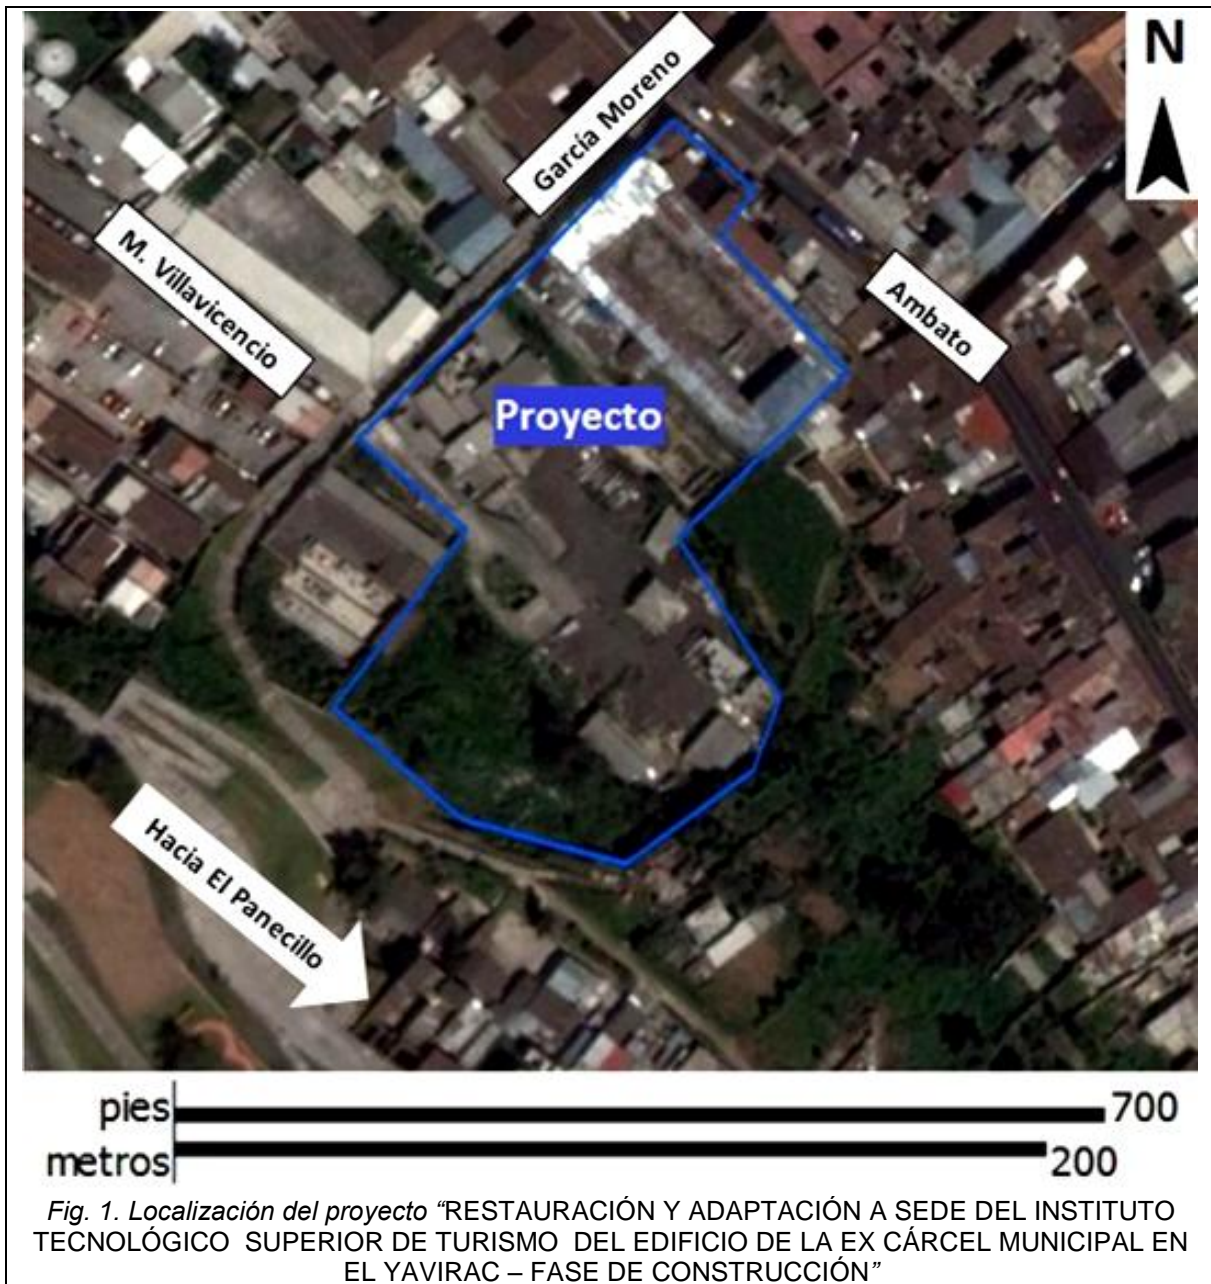 N
García Moreno
M. Villavicencio
Ambato
Proyecto
Hacia El Panecillo
pies 700
metros 200
Fig. 1. Localización del proyecto “RESTAURACIÓN Y ADAPTACIÓN A SEDE DEL INSTITUTO
TECNOLÓGICO SUPERIOR DE TURISMO DEL EDIFICIO DE LA EX CÁRCEL MUNICIPAL EN
EL YAVIRAC – FASE DE CONSTRUCCIÓN”